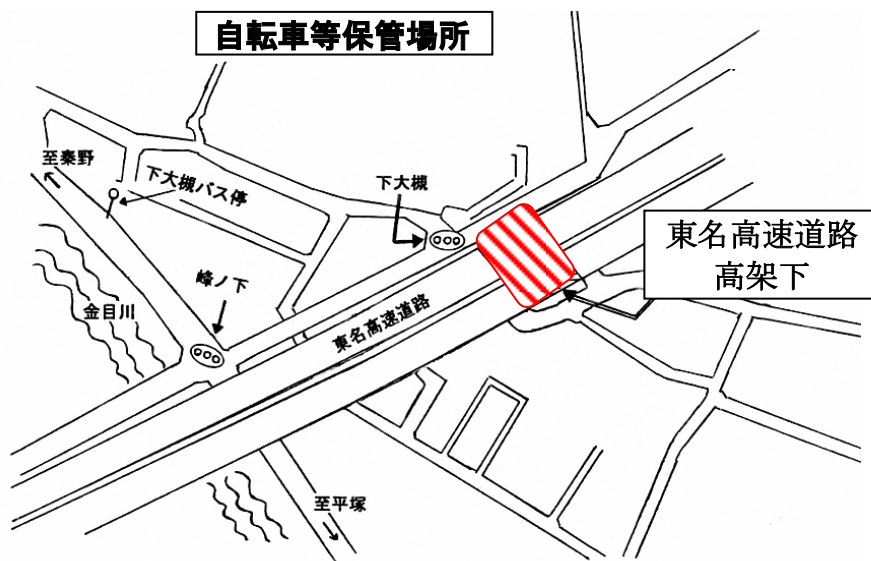 自転車等保管場所
至秦野
下大槻バス停
下大槻
東名高速道路
高架下
峰ノ下
金目川
東名高速道路
至平塚